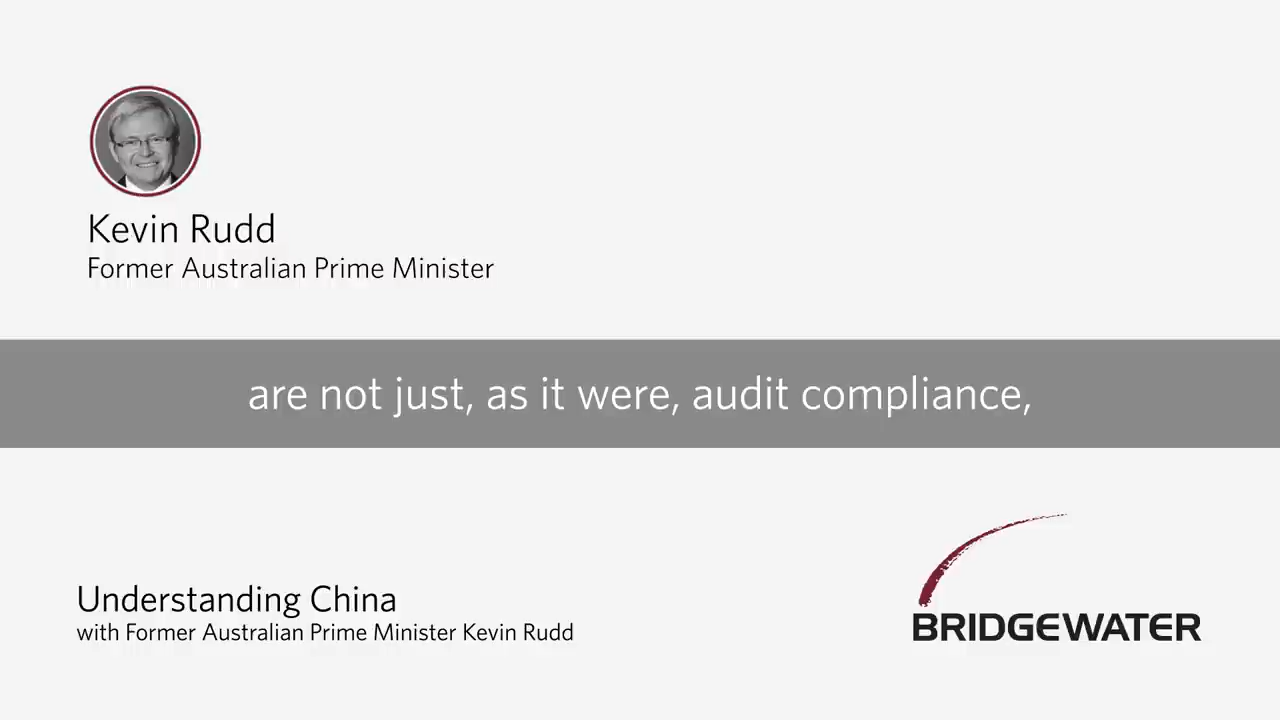 Kevin Rudd
Former Australian Prime Minister
are not just, as it were, audit compliance,
Understanding China
with Former Australian Prime Minister Kevin Rudd
BRIDGEWATER